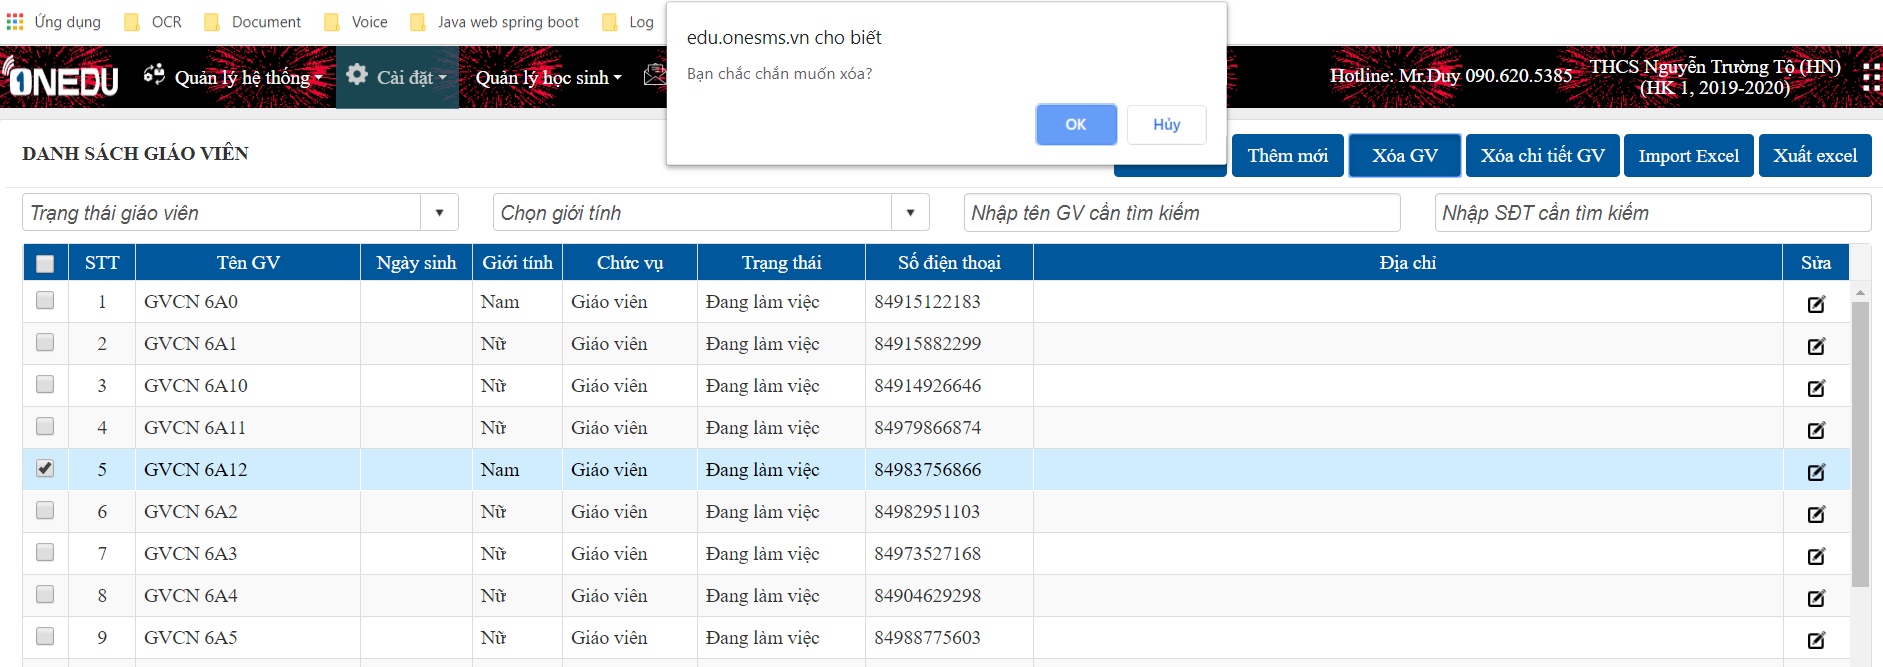 Ứng dụng OCR Document Voice Java web spring boot Log
edu.onesms.vn cho biết
Bạn chắc chắn muốn xóa?
OK Hủy
ONEDU Quản lý hệ thống Cài đặt Quản lý học sinh Hotline: Mr.Duy 090.620.5385 THCS Nguyễn Trường Tộ (HN)
(HK 1, 2019-2020)
DANH SÁCH GIÁO VIÊN Thêm mới Xóa GV Xóa chi tiết GV Import Excel Xuất excel
Trạng thái giáo viên Chọn giới tính Nhập tên GV cần tìm kiếm Nhập SĐT cần tìm kiếm
STT Tên GV Ngày sinh Giới tính Chức vụ Trạng thái Số điện thoại Địa chỉ Sửa
1 GVCN 6A0 Nam Giáo viên Đang làm việc 84915122183
2 GVCN 6A1 Nữ Giáo viên Đang làm việc 84915882299
3 GVCN 6A10 Nữ Giáo viên Đang làm việc 84914926646
4 GVCN 6A11 Nữ Giáo viên Đang làm việc 84979866874
5 GVCN 6A12 Nam Giáo viên Đang làm việc 84983756866
6 GVCN 6A2 Nữ Giáo viên Đang làm việc 84982951103
7 GVCN 6A3 Nữ Giáo viên Đang làm việc 84973527168
8 GVCN 6A4 Nữ Giáo viên Đang làm việc 84904629298
9 GVCN 6A5 Nữ Giáo viên Đang làm việc 84988775603